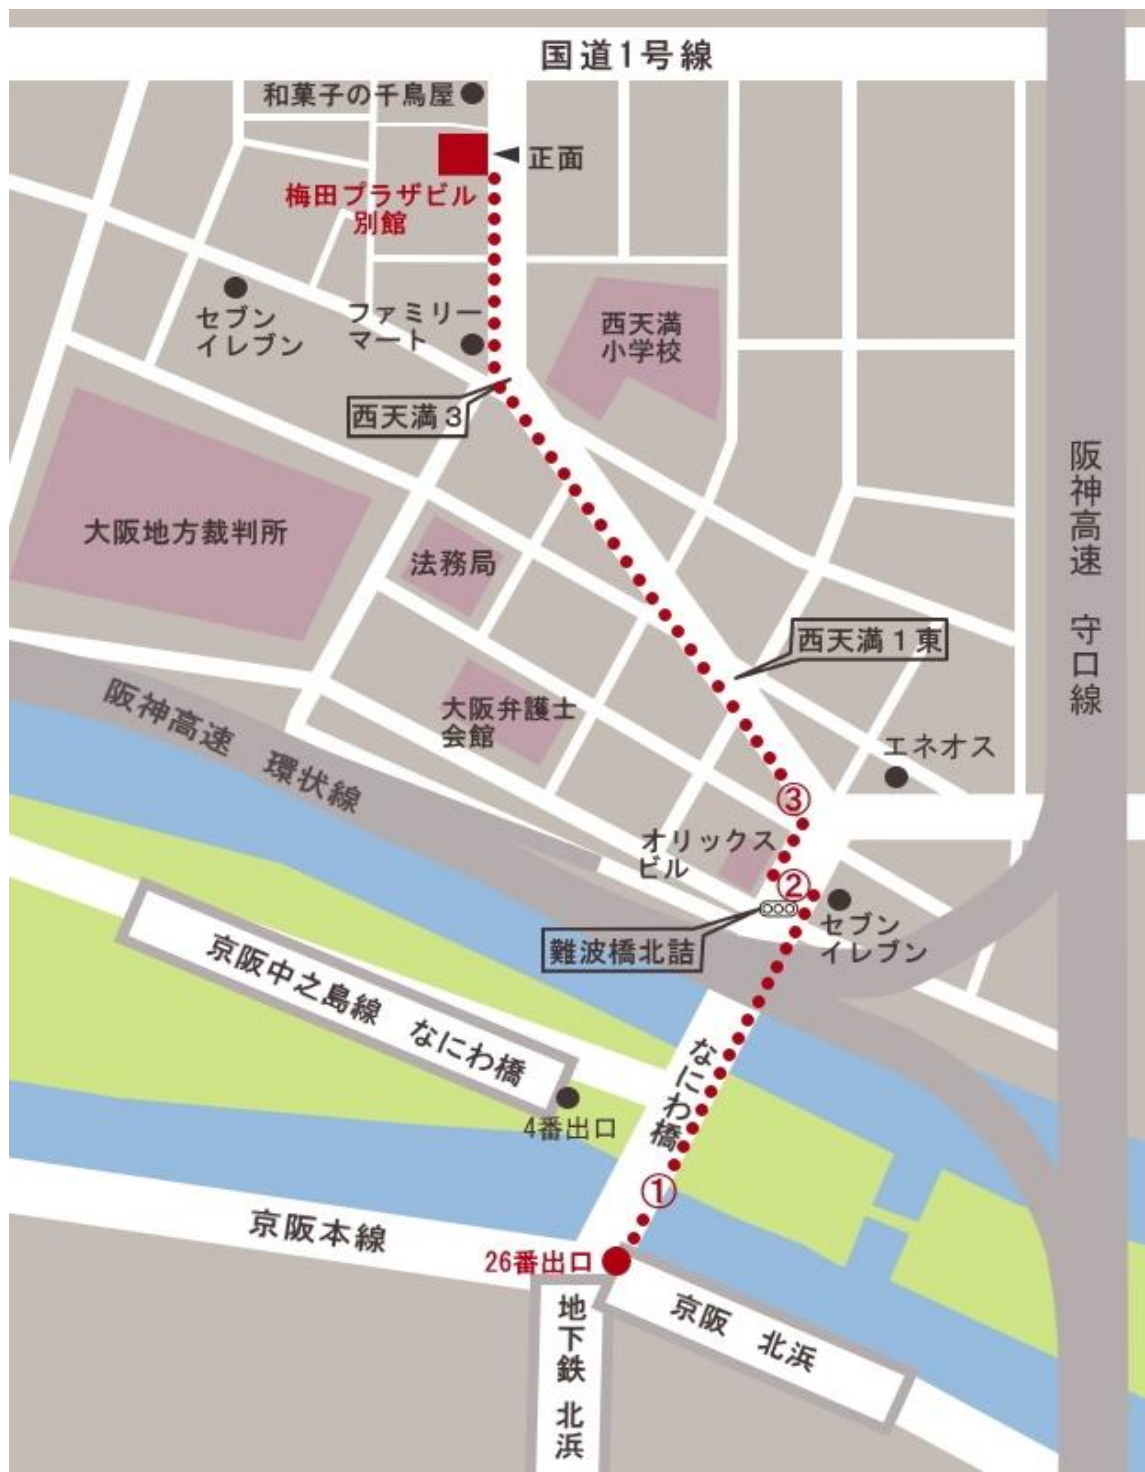 国道1号線
和菓子の千鳥屋
正面
梅田プラザビル
別館
セブン
イレブン
ファミリー
マート
西天満
小学校
西天満3
大阪地方裁判所
法務局
阪神高速 守口線
西天満1東
大阪弁護士
会館
阪神高速 環状線
エネオス
③
オリックス
ビル
②
セブン
イレブン
難波橋北詰
京阪中之島線 なにわ橋
なにわ橋
4番出口
①
京阪本線
26番出口
地下鉄 北浜
京阪 北浜